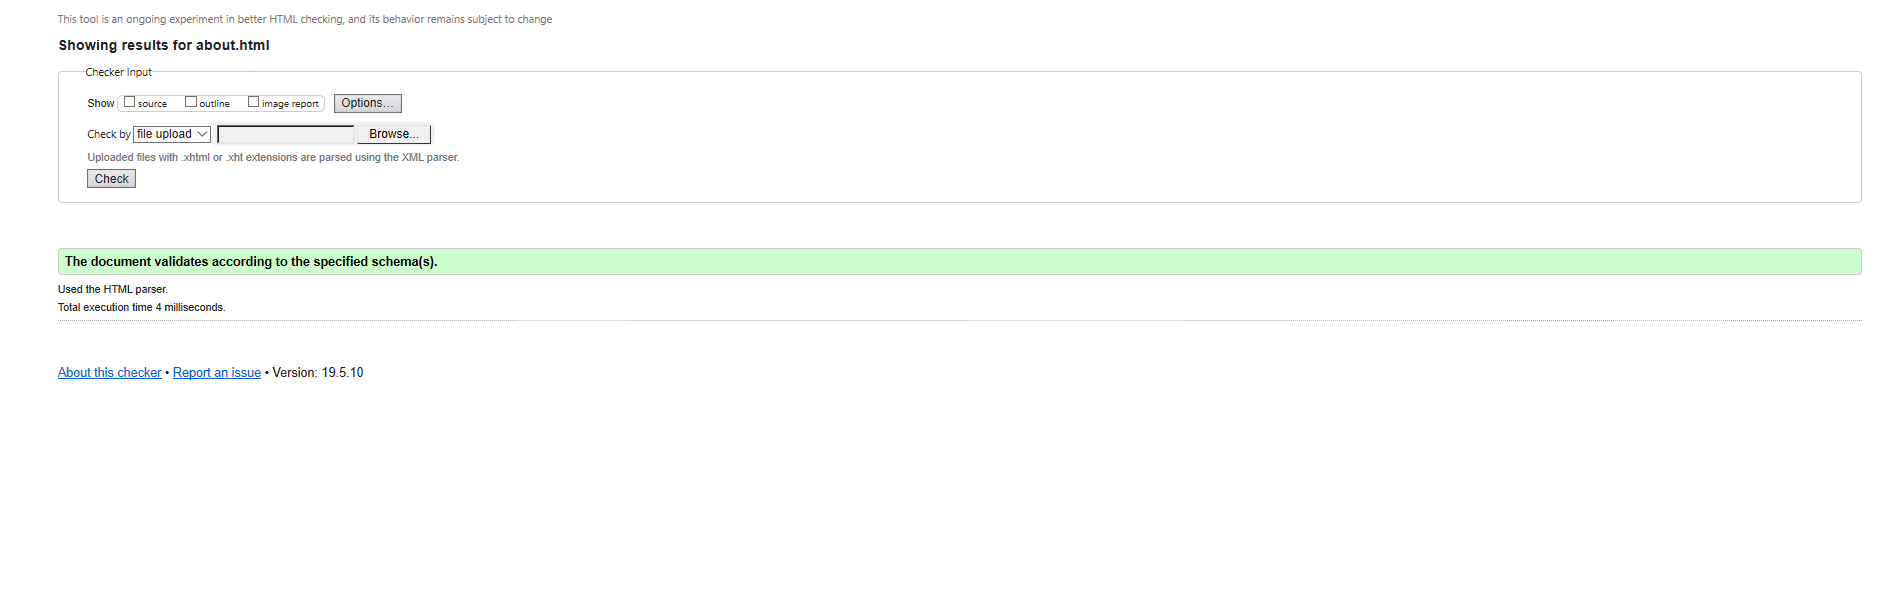 This tool is an ongoing experiment in better HTML checking, and its behavior remains subject to change
Showing results for about.html
Checker Input
Show source outline image report Options...
Check by file upload Browse...
Uploaded files with .xhtml or .xht extensions are parsed using the XML parser.
Check
The document validates according to the specified schema(s).
Used the HTML parser.
Total execution time 4 milliseconds.
About this checker • Report an issue • Version: 19.5.10